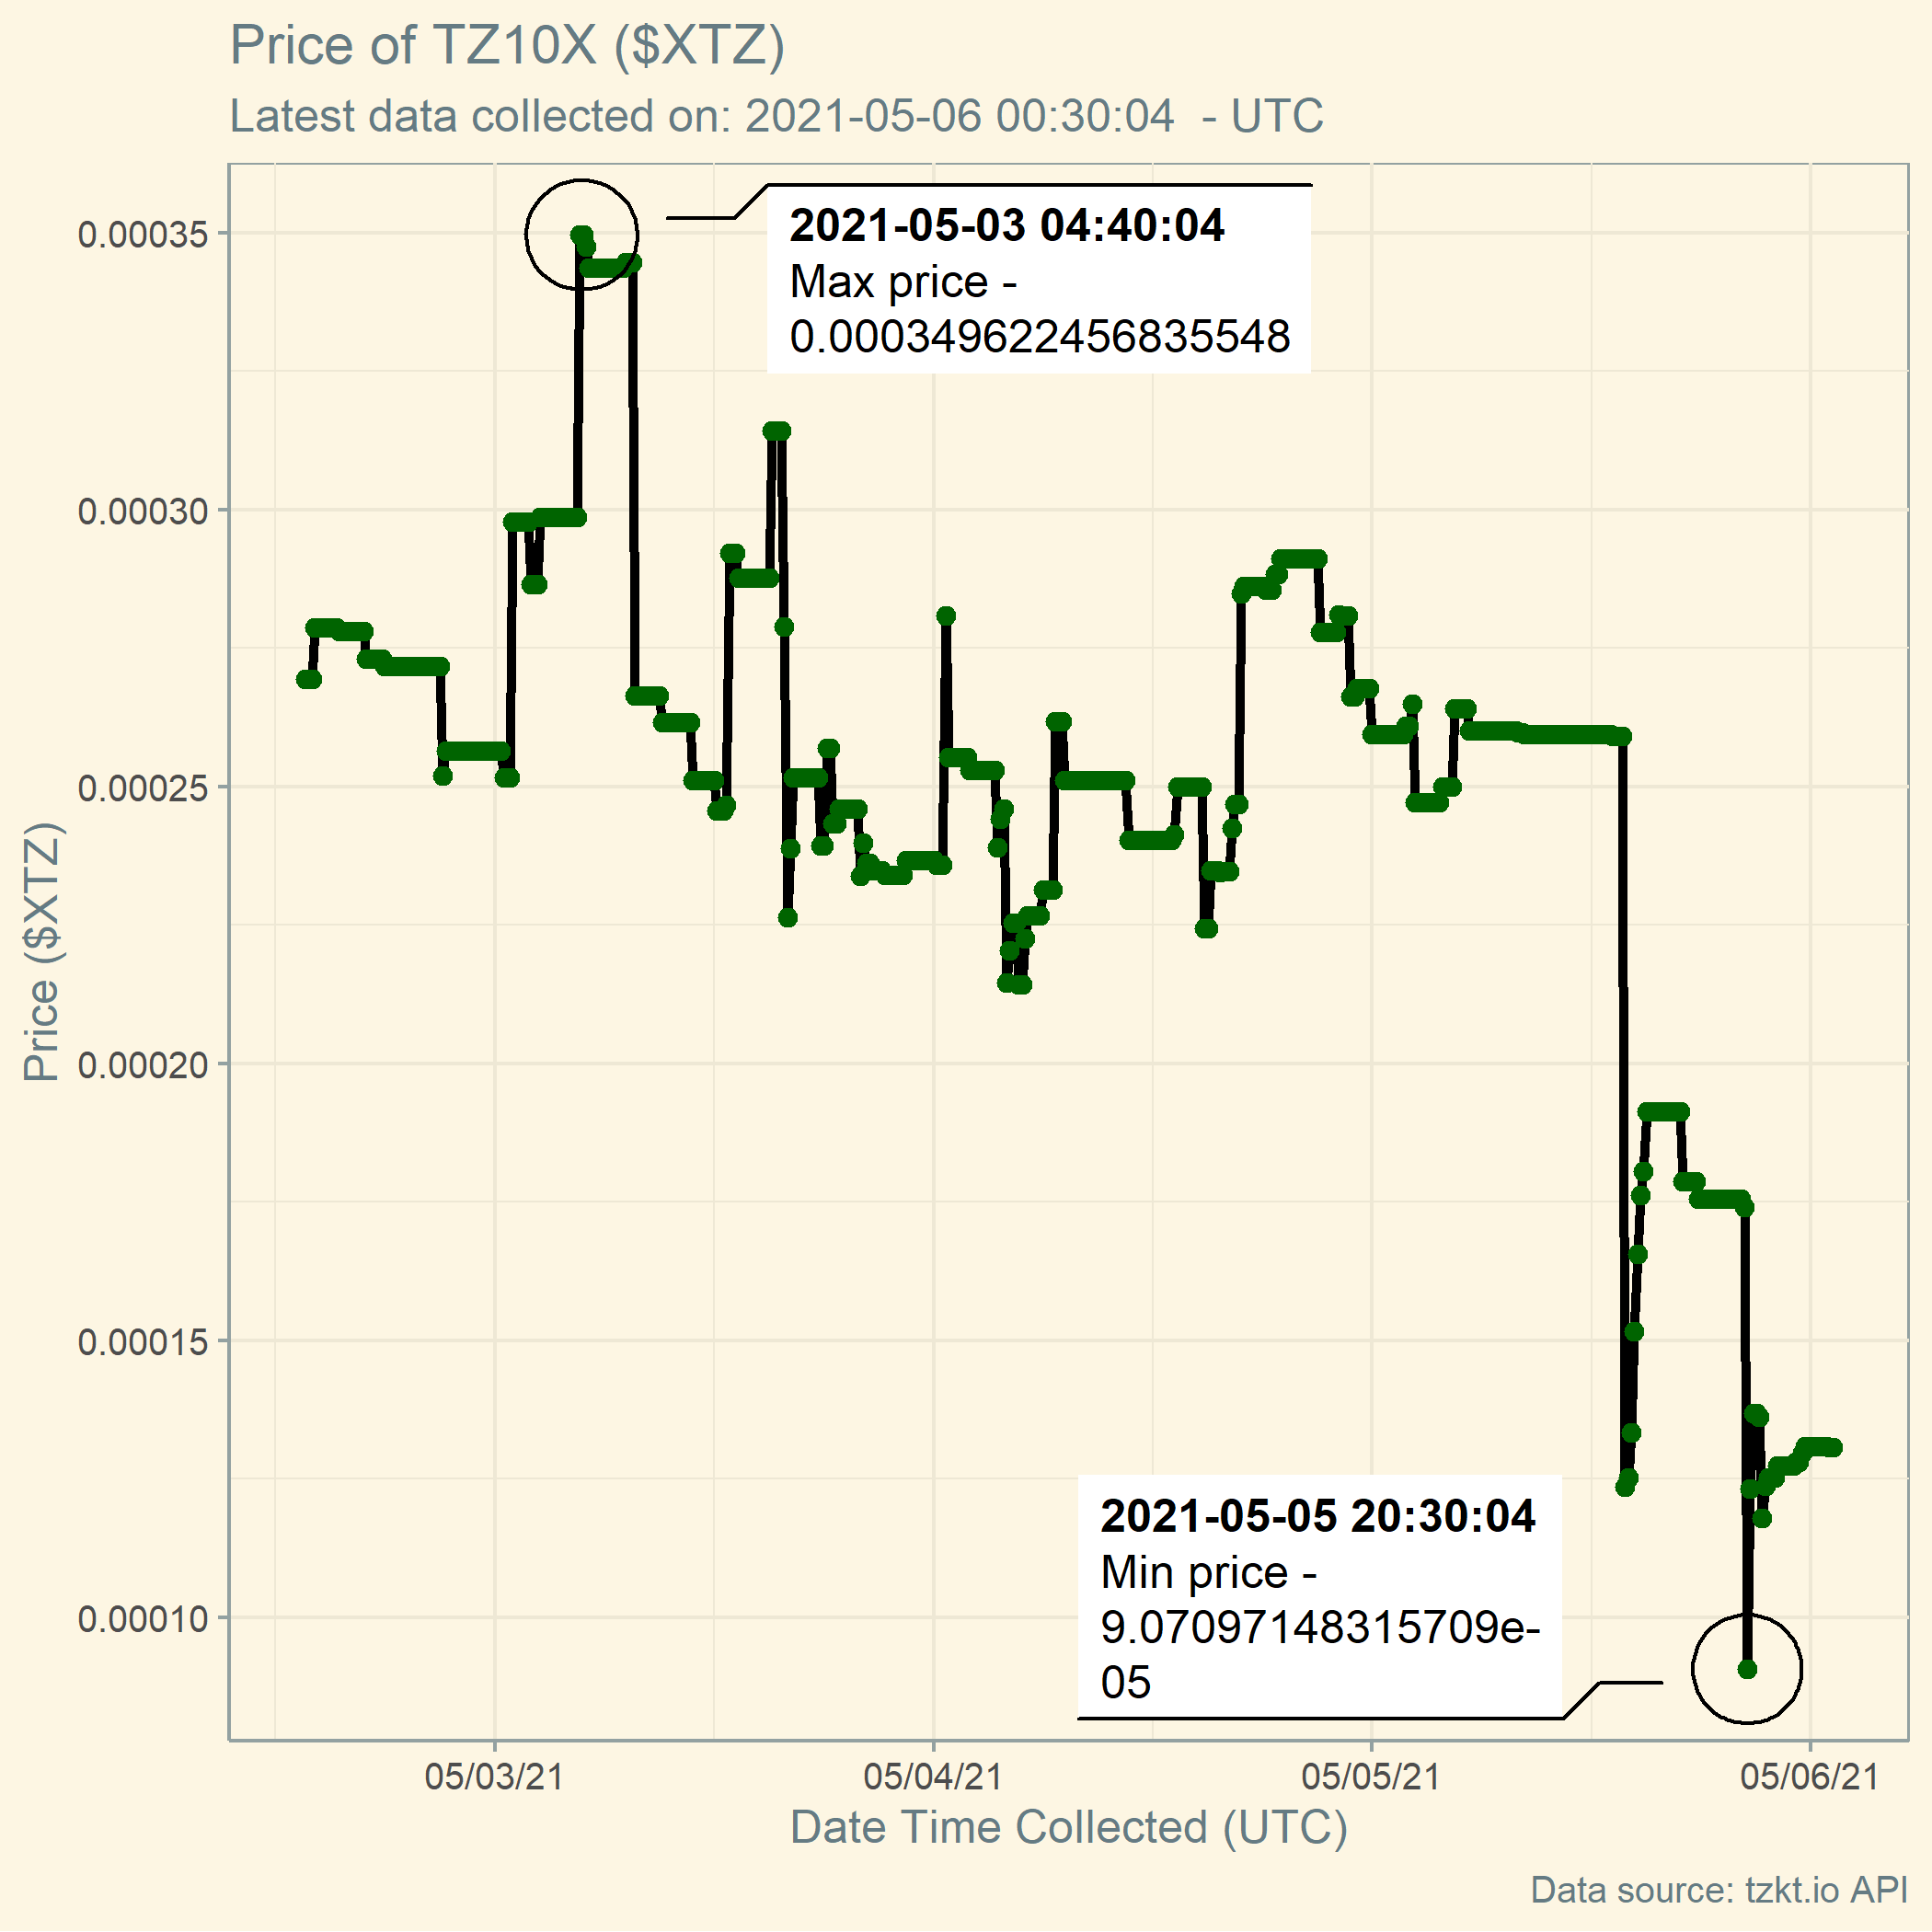 Price of TZ10X ($XTZ)
Latest data collected on: 2021-05-06 00:30:04  - UTC
2021-05-03 04:40:04
Max price -
0.000349622456835548
0.00035
0.00030
0.00025
0.00020
0.00015
0.00010
Price ($XTZ)
2021-05-05 20:30:04
Min price -
9.07097148315709e-
05
05/03/21
05/04/21
05/05/21
05/06/21
Date Time Collected (UTC)
Data source: tzkt.io API